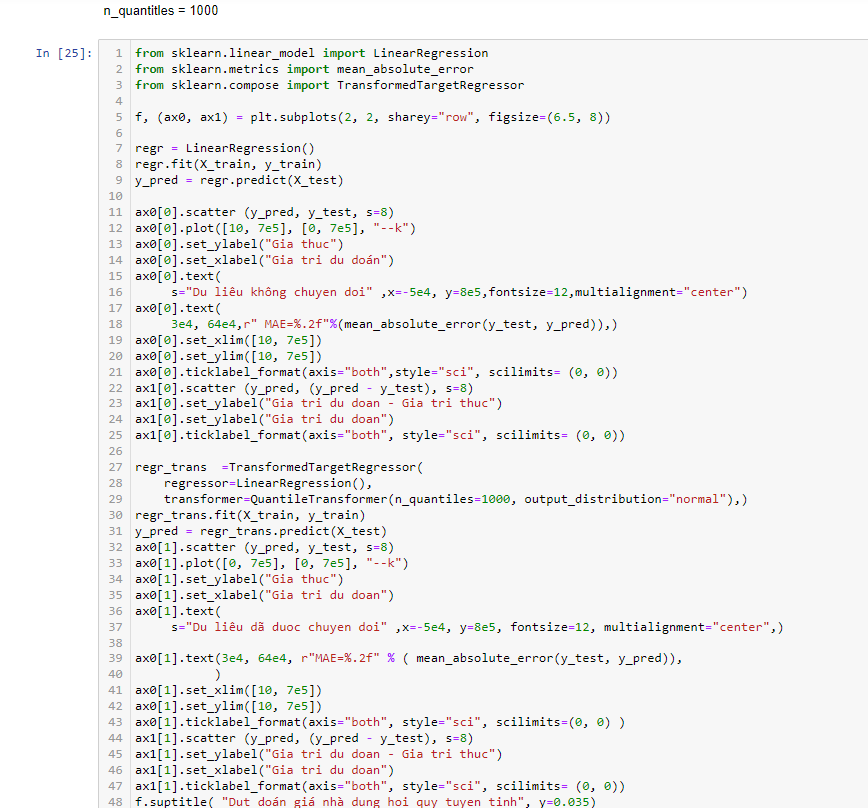 n_quantitles = 1000
In [25]:
1 from sklearn.linear_model import LinearRegression
2 from sklearn.metrics import mean_absolute_error
3 from sklearn.compose import TransformedTargetRegressor
4
5 f, (ax0, ax1) = plt.subplots(2, 2, sharey="row", figsize=(6.5, 8))
6
7 regr = LinearRegression()
8 regr.fit(X_train, y_train)
9 y_pred = regr.predict(X_test)
10
11 ax0[0].scatter (y_pred, y_test, s=8)
12 ax0[0].plot([10, 7e5], [0, 7e5], "--k")
13 ax0[0].set_ylabel("Gia thuc")
14 ax0[0].set_xlabel("Gia tri du doán")
15 ax0[0].text(
16     s="Du liêu không chuyen doi" ,x=-5e4, y=8e5,fontsize=12,multialignment="center")
17 ax0[0].text(
18     3e4, 64e4,r" MAE=%.2f"%(mean_absolute_error(y_test, y_pred)),)
19 ax0[0].set_xlim([10, 7e5])
20 ax0[0].set_ylim([10, 7e5])
21 ax0[0].ticklabel_format(axis="both",style="sci", scilimits= (0, 0))
22 ax1[0].scatter (y_pred, (y_pred - y_test), s=8)
23 ax1[0].set_ylabel("Gia tri du doan - Gia tri thuc")
24 ax1[0].set_ylabel("Gia tri du doan")
25 ax1[0].ticklabel_format(axis="both", style="sci", scilimits= (0, 0))
26
27 regr_trans  =TransformedTargetRegressor(
28     regressor=LinearRegression(),
29     transformer=QuantileTransformer(n_quantiles=1000, output_distribution="normal"),)
30 regr_trans.fit(X_train, y_train)
31 y_pred = regr_trans.predict(X_test)
32 ax0[1].scatter (y_pred, y_test, s=8)
33 ax0[1].plot([0, 7e5], [0, 7e5], "--k")
34 ax0[1].set_ylabel("Gia thuc")
35 ax0[1].set_xlabel("Gia tri du doan")
36 ax0[1].text(
37     s="Du liêu dã duoc chuyen doi" ,x=-5e4, y=8e5, fontsize=12, multialignment="center",)
38
39 ax0[1].text(3e4, 64e4, r"MAE=%.2f" % ( mean_absolute_error(y_test, y_pred)),
40           )
41 ax0[1].set_xlim([10, 7e5])
42 ax0[1].set_ylim([10, 7e5])
43 ax0[1].ticklabel_format(axis="both", style="sci", scilimits=(0, 0) )
44 ax1[1].scatter (y_pred, (y_pred - y_test), s=8)
45 ax1[1].set_ylabel("Gia tri du doan - Gia tri thuc")
46 ax1[1].set_xlabel("Gia tri du doan")
47 ax1[1].ticklabel_format(axis="both", style="sci", scilimits= (0, 0))
48 f.suptitle( "Dut doán giá nhà dung hoi quy tuyen tinh", y=0.035)